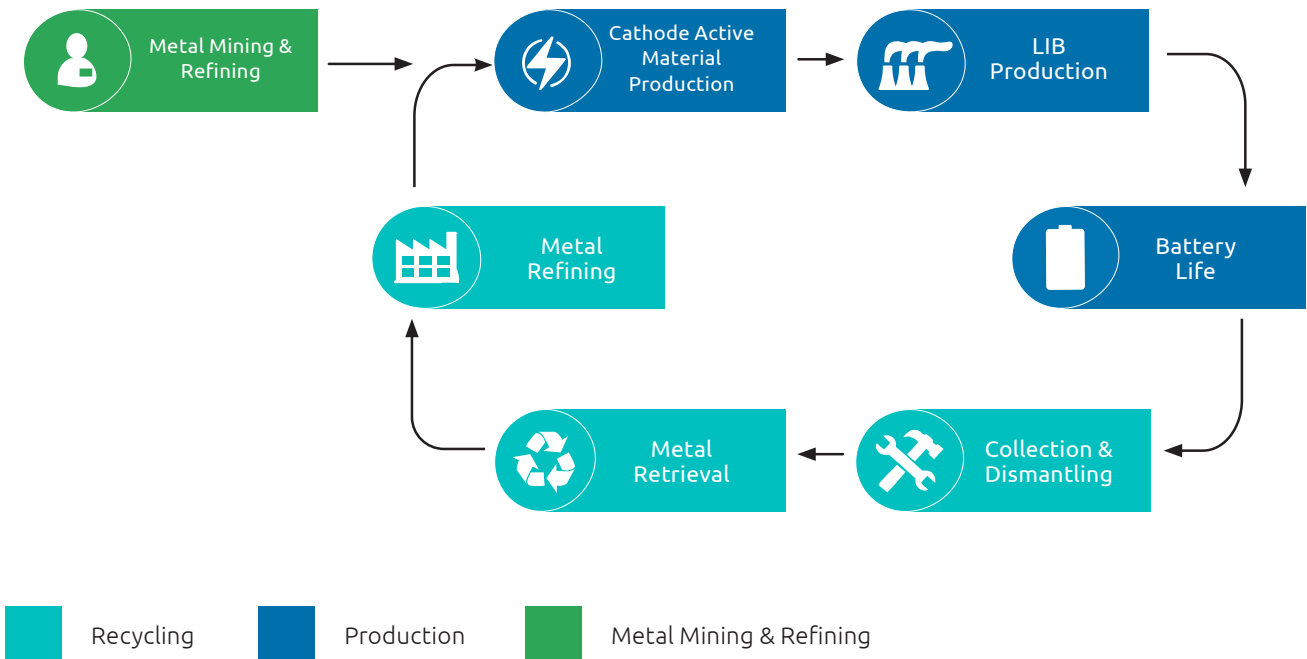 Metal Mining &
Refining
Cathode Active
Material
Production
LIB
Production
Metal
Refining
Battery
Life
Metal
Retrieval
Collection &
Dismantling
Recycling
Production
Metal Mining & Refining